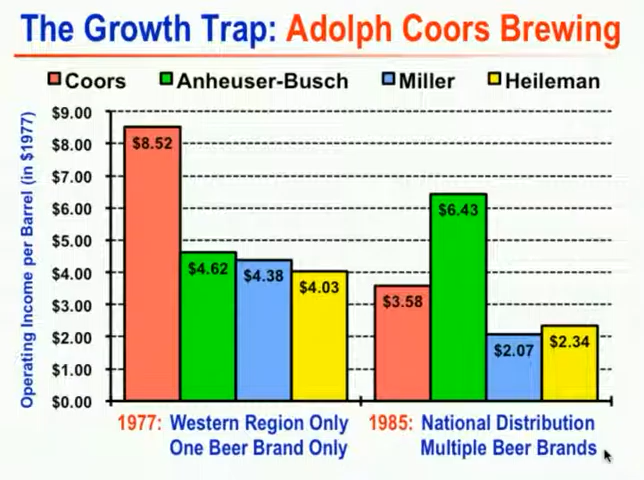 The Growth Trap: Adolph Coors Brewing
Coors Anheuser-Busch Miller Heileman
Operating Income per Barrel (in $1977)
$9.00
$8.00
$7.00
$6.00
$5.00
$4.00
$3.00
$2.00
$1.00
$0.00
$8.52
$4.62
$4.38
$4.03
$3.58
$6.43
$2.07
$2.34
1977: Western Region Only
One Beer Brand Only
1985: National Distribution
Multiple Beer Brands